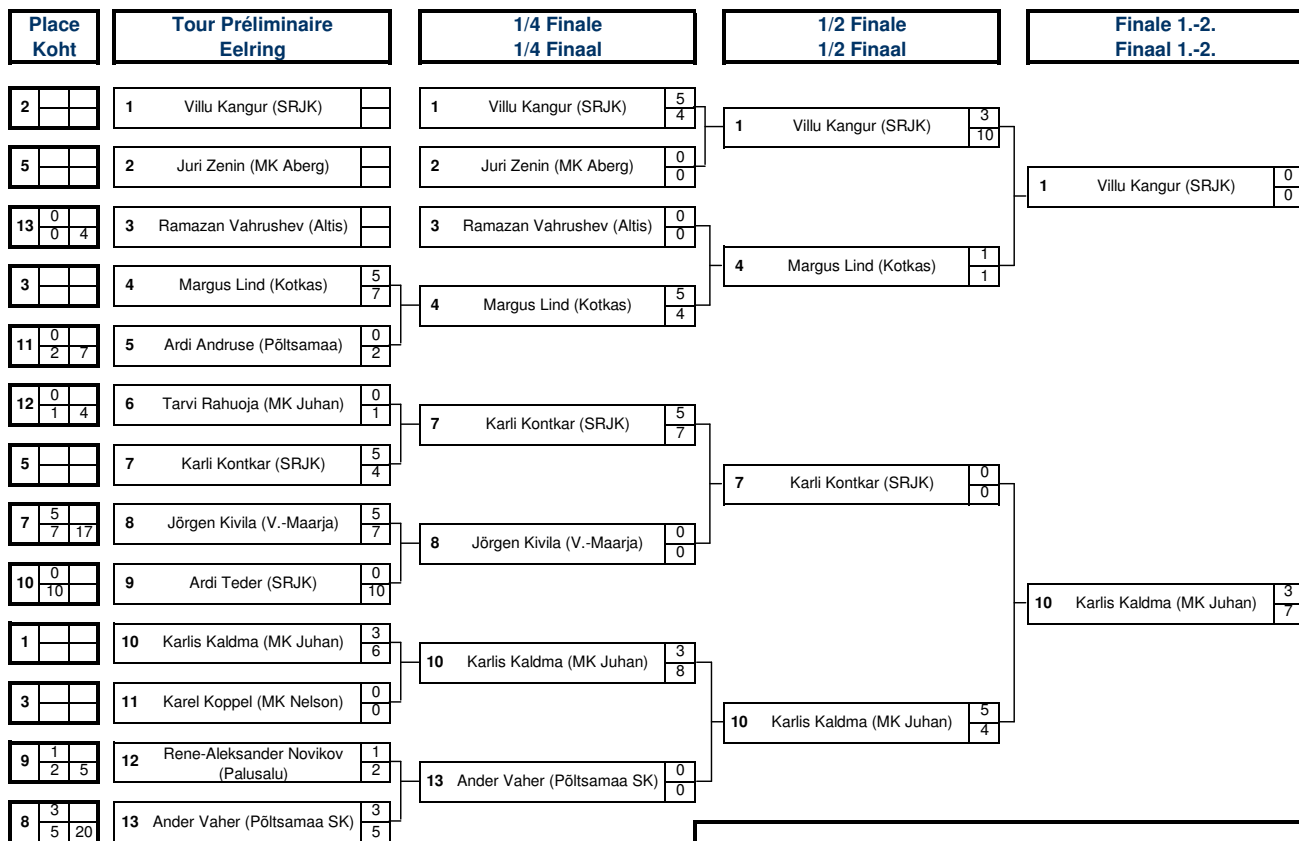 Place Tour Préliminaire 1/4 Finale 1/2 Finale Finale 1.-2.
Koht Eelring 1/4 Finaal 1/2 Finaal Finaal 1.-2.
2 1 Villu Kangur (SRJK) 1 Villu Kangur (SRJK) 5 4
1 Villu Kangur (SRJK) 3 10
5 2 Juri Zenin (MK Aberg) 2 Juri Zenin (MK Aberg) 0 0
1 Villu Kangur (SRJK) 0 0
13 0 0 4 3 Ramazan Vahrushev (Altis) 3 Ramazan Vahrushev (Altis) 0 0
4 Margus Lind (Kotkas) 1 1
3 4 Margus Lind (Kotkas) 5 7
4 Margus Lind (Kotkas) 5 4
11 0 2 7 5 Ardi Andruse (Põltsamaa) 0 2
12 0 1 4 6 Tarvi Rahuoja (MK Juhan) 0 1
7 Karli Kontkar (SRJK) 5 7
5 7 Karli Kontkar (SRJK) 5 4
7 Karli Kontkar (SRJK) 0 0
7 5 7 17 8 Jörgen Kivila (V.-Maarja) 5 7
8 Jörgen Kivila (V.-Maarja) 0 0
10 0 10 9 Ardi Teder (SRJK) 0 10
10 Karlis Kaldma (MK Juhan) 3 7
1 10 Karlis Kaldma (MK Juhan) 3 6
10 Karlis Kaldma (MK Juhan) 3 8
3 11 Karel Koppel (MK Nelson) 0 0
10 Karlis Kaldma (MK Juhan) 5 4
9 1 2 5 12 Rene-Aleksander Novikov 1 2
(Palusalu)
13 Ander Vaher (Põltsamaa SK) 0 0
8 3 5 20 13 Ander Vaher (Põltsamaa SK) 3 5